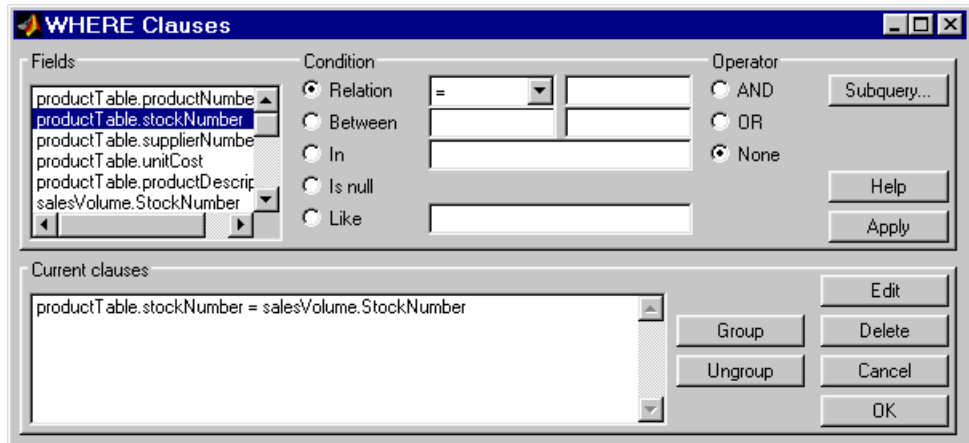 WHERE Clauses
Fields
productTable.productNumbe
productTable.stockNumber
productTable.supplierNumbe
productTable.unitCost
productTable.productDescrip
salesVolume.StockNumber
Condition
Relation =
Between
In
Is null
Like
Operator
AND
OR
None
Subquery...
Help
Apply
Current clauses
productTable.stockNumber = salesVolume.StockNumber
Group
Ungroup
Edit
Delete
Cancel
OK